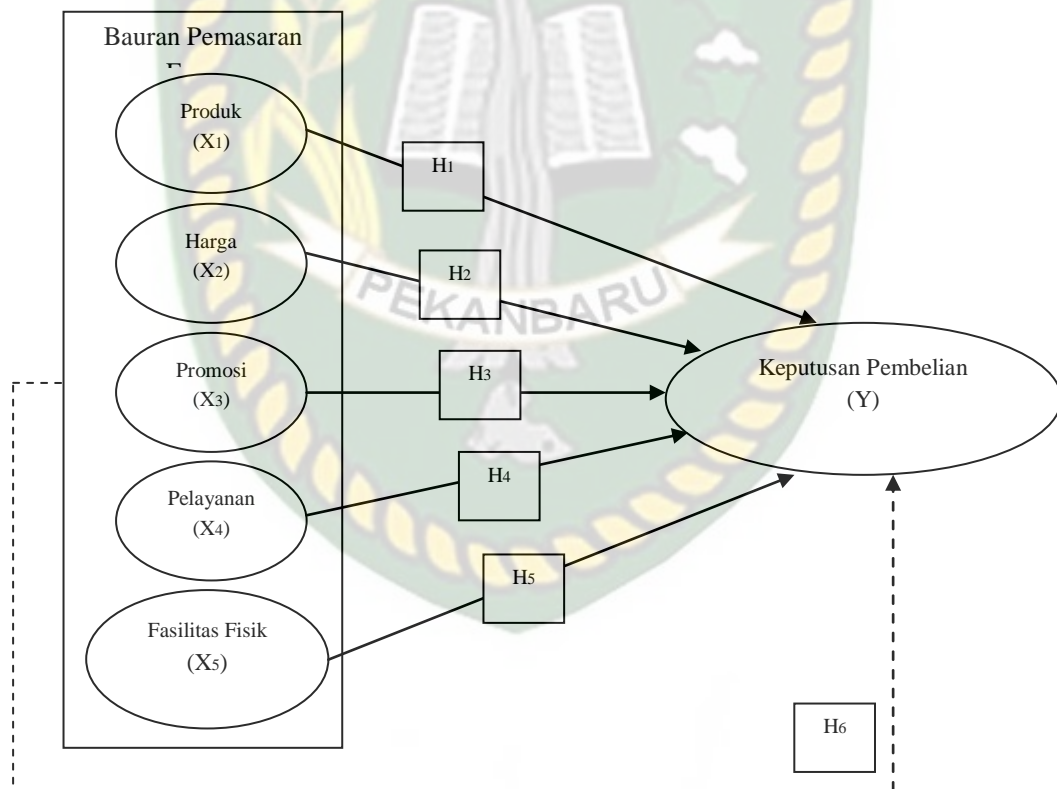 Bauran Pemasaran
Produk
(X1)
H1
Harga
(X2)
H2
PEKANBARU
Promosi
(X3)
H3
Keputusan Pembelian
(Y)
Pelayanan
(X4)
H4
H5
Fasilitas Fisik
(X5)
H6